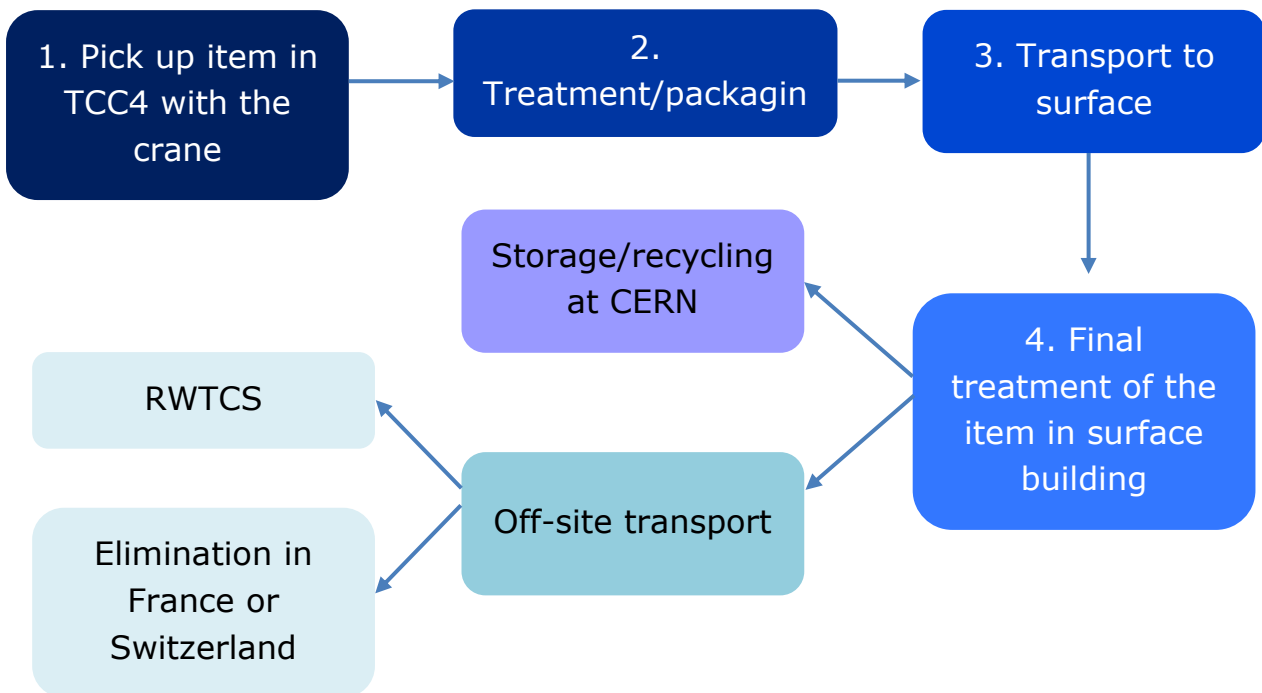 1. Pick up item in
TCC4 with the
crane
2.
Treatment/packagin
3. Transport to
surface
Storage/recycling
at CERN
4. Final
treatment of the
item in surface
building
RWTCS
Off-site transport
Elimination in
France or
Switzerland